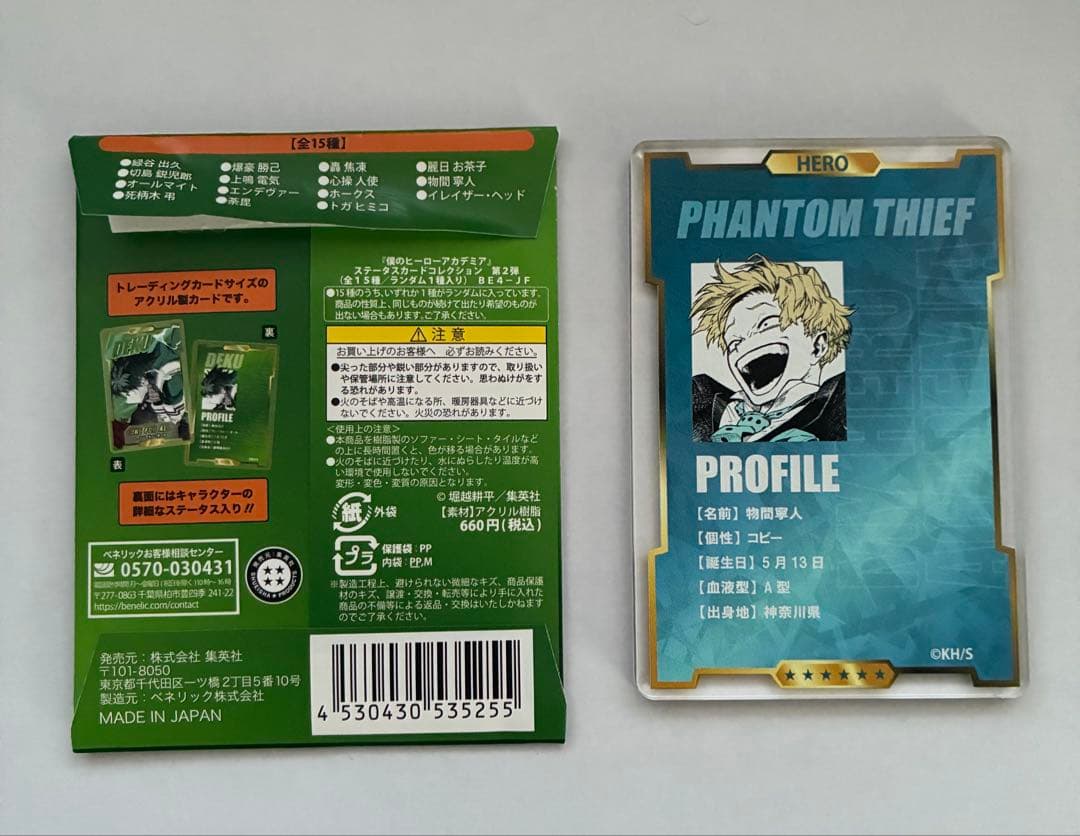 【全15種】
●緑谷 出久
●切島 鋭児郎
●オールマイト
●死柄木 弔
●爆豪 勝己
●上鳴 電気
●エンデヴァー
●荼毘
●轟 焦凍
●心操 人使
●ホークス
●トガ ヒミコ
●麗日 お茶子
●物間 寧人
●イレイザー・ヘッド
トレーディングカードサイズの
アクリル製カードです。
裏
DEKU
DEKU
PROFILE
表
裏面にはキャラクターの
詳細なステータス入り!!
『僕のヒーローアカデミア』
ステータスカードコレクション 第2弾
(全15種/ランダム1種入り) BE4-JF
●15種のうち、いずれか1種がランダムに入っています。
商品の性質上、同じものが続けて出たり希望のものが
出ない場合もあります。ご了承ください。
⚠注意
お買い上げのお客様へ 必ずお読みください。
●尖った部分や鋭い部分がありますので、取り扱い
や保管場所に注意してください。思わぬけがをす
る恐れがあります。
●火のそばや高温になる所、暖房器具などに近づけ
ないでください。火災の恐れがあります。
<使用上の注意>
●本商品を樹脂製のソファー・シート・タイルなど
の上に長時間置くと、色が移る場合があります。
●火のそばに近づけたり、水にぬらしたり温度が高
い環境で使用しないでください。
変形・変色・変質の原因となります。
© 堀越耕平/集英社
紙 外袋
【素材】アクリル樹脂
660円(税込)
プラ
保護袋:PP
内袋:PP,M
※製造工程上、避けられない微細なキズ、商品保護
材のキズ、譲渡・交換・転売等により手に入れた
商品の不備等による返品・交換はいたしかねます
のでご了承ください。
ベネリックお客様相談センター
0570-030431
〒277-0863 千葉県柏市豊四季 241-22
https://benelic.com/contact
発売元:集英社
SHUEISHA
発売元:株式会社 集英社
〒101-8050
東京都千代田区一ツ橋2丁目5番10号
製造元:ベネリック株式会社
MADE IN JAPAN
4 530430 535255
HERO
PHANTOM THIEF
PROFILE
【名前】物間寧人
【個性】コピー
【誕生日】5月13日
【血液型】A型
【出身地】神奈川県
©KH/S